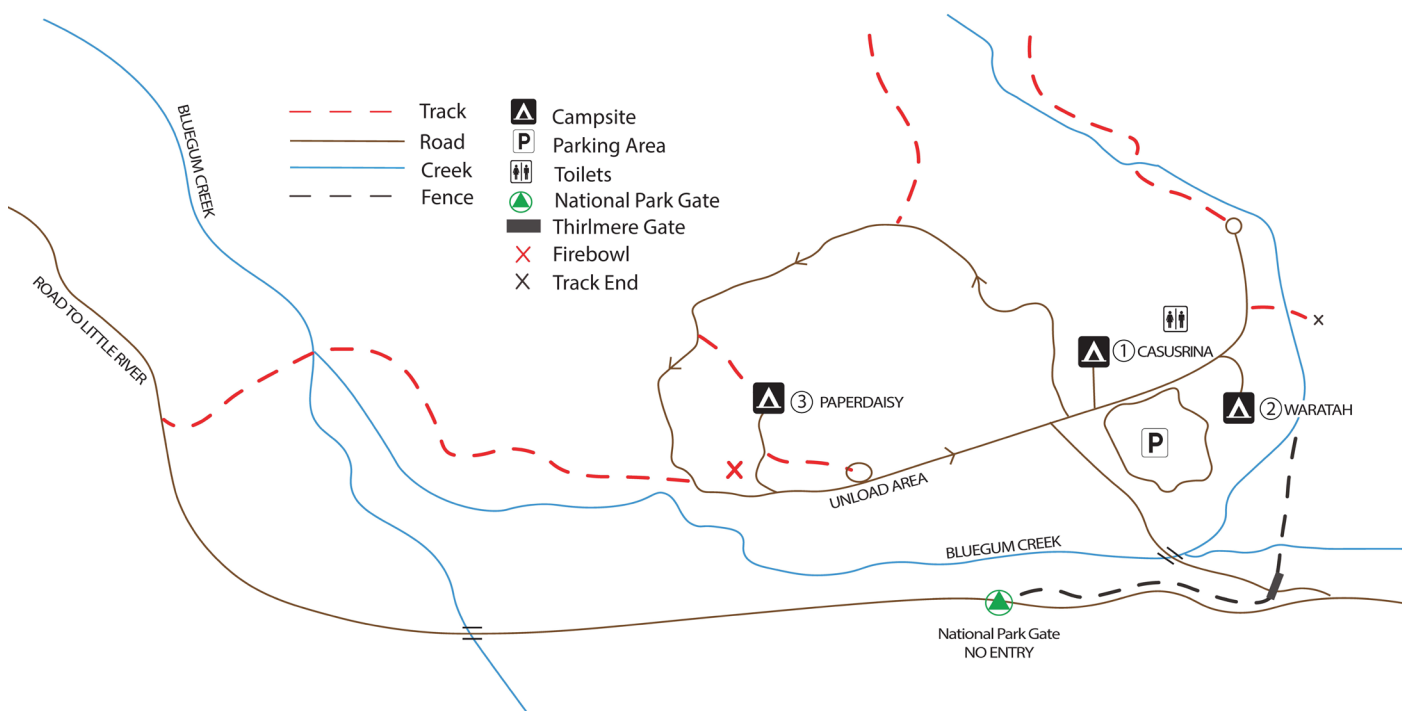 BLUEGUM CREEK
ROAD TO LITTLE RIVER
Track
Road
Creek
Fence
Campsite
P
Parking Area
Toilets
National Park Gate
Thirlmere Gate
Firebowl
Track End
1 CASUSRINA
2 WARATAH
3 PAPERDAISY
P
UNLOAD AREA
BLUEGUM CREEK
National Park Gate
NO ENTRY